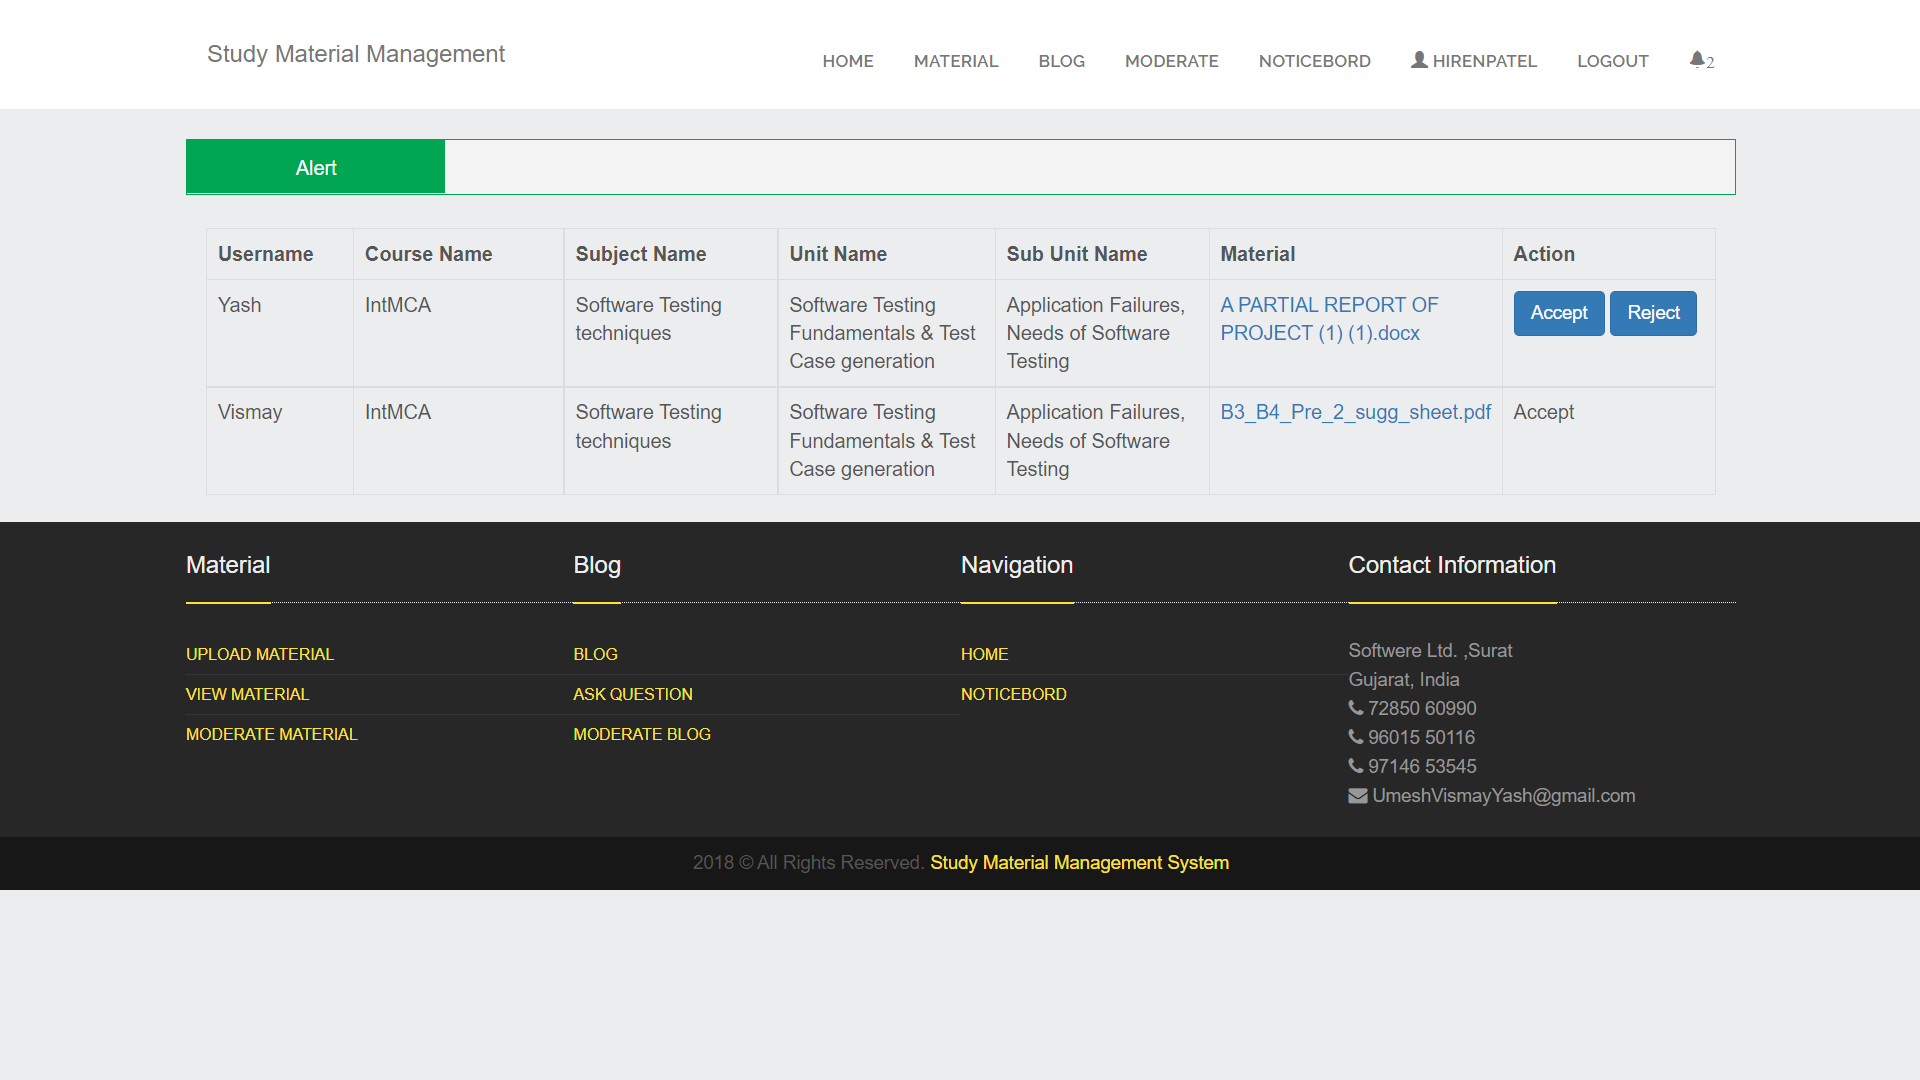 Study Material Management
HOME MATERIAL BLOG MODERATE NOTICEBORD HIRENPATEL LOGOUT 2
Alert
Username Course Name Subject Name Unit Name Sub Unit Name Material Action
Yash IntMCA Software Testing Software Testing Application Failures, A PARTIAL REPORT OF Accept Reject
techniques Fundamentals & Test Needs of Software PROJECT (1) (1).docx
Case generation Testing
Vismay IntMCA Software Testing Software Testing Application Failures, B3_B4_Pre_2_sugg_sheet.pdf Accept
techniques Fundamentals & Test Needs of Software
Case generation Testing
Material Blog Navigation Contact Information
UPLOAD MATERIAL BLOG HOME Softwere Ltd. ,Surat
Gujarat, India
VIEW MATERIAL ASK QUESTION NOTICEBORD
72850 60990
MODERATE MATERIAL MODERATE BLOG 96015 50116
97146 53545
UmeshVismayYash@gmail.com
2018 © All Rights Reserved. Study Material Management System